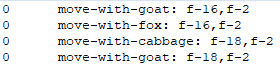 0 move-with-goat: f-16,f-2
0 move-with-fox: f-16,f-2
0 move-with-cabbage: f-18,f-2
0 move-with-goat: f-18,f-2